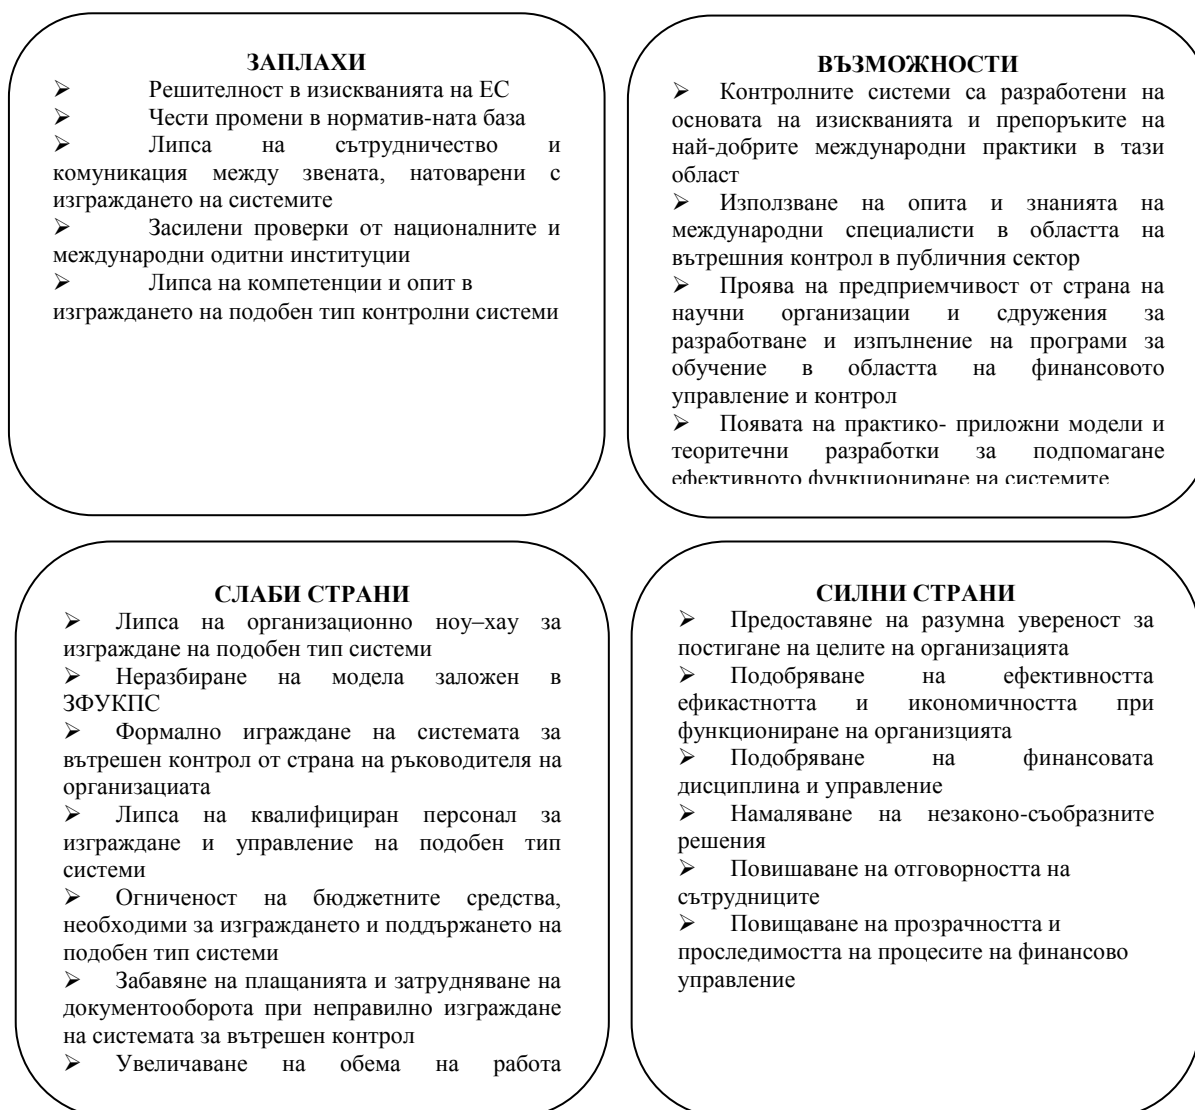 ЗАПЛАХИ
➢ Решителност в изискванията на ЕС
➢ Чести промени в норматив-ната база
➢ Липса на сътрудничество и
комуникация между звената, натоварени с
изграждането на системите
➢ Засилени проверки от националните и
международни одитни институции
➢ Липса на компетенции и опит в
изграждането на подобен тип контролни системи
ВЪЗМОЖНОСТИ
➢ Контролните системи са разработени на
основата на изискванията и препоръките на
най-добрите международни практики в тази
област
➢ Използване на опита и знанията на
международни специалисти в областта на
вътрешния контрол в публичния сектор
➢ Проява на предприемчивост от страна на
научни организации и сдружения за
разработване и изпълнение на програми за
обучение в областта на финансовото
управление и контрол
➢ Появата на практико- приложни модели и
теоритечни разработки за подпомагане
ефективното функциониране на системите
СЛАБИ СТРАНИ
➢ Липса на организационно ноу–хау за
изграждане на подобен тип системи
➢ Неразбиране на модела заложен в
ЗФУКПС
➢ Формално играждане на системата за
вътрешен контрол от страна на ръководителя на
организациата
➢ Липса на квалифициран персонал за
изграждане и управление на подобен тип
системи
➢ Огниченост на бюджетните средства,
необходими за изграждането и поддържането на
подобен тип системи
➢ Забавяне на плащанията и затрудняване на
документооборота при неправилно изграждане
на системата за вътрешен контрол
➢ Увеличаване на обема на работа
СИЛНИ СТРАНИ
➢ Предоставяне на разумна увереност за
постигане на целите на организацията
➢ Подобряване на ефективността
ефикастнотта и икономичността при
функциониране на организцията
➢ Подобряване на финансовата
дисциплина и управление
➢ Намаляване на незаконо-съобразните
решения
➢ Повишаване на отговорността на
сътрудниците
➢ Повищаване на прозрачността и
проследимостта на процесите на финансово
управление